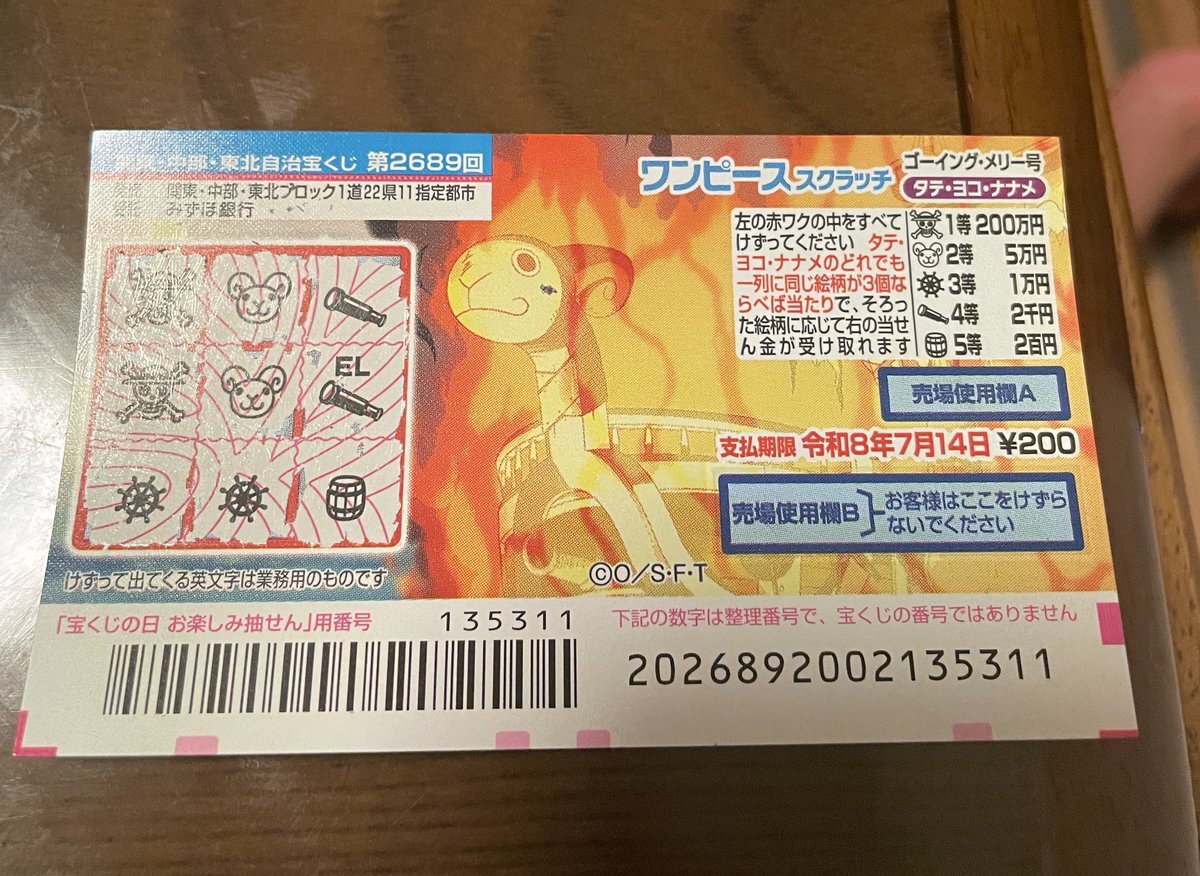 関東・中部・東北自治宝くじ 第2689回
関東・中部・東北ブロック1道22県11指定都市
みずほ銀行
ワンピーススクラッチ
ゴーイング・メリー号
タテ・ヨコ・ナナメ
左の赤ワクの中をすべて
けずってください タテ・
ヨコ・ナナメのどれでも
一列に同じ絵柄が3個な
らべば当たりで、そろっ
た絵柄に応じて右の当せ
ん金が受け取れます
1等 200万円
2等 5万円
3等 1万円
4等 2千円
5等 2百円
EL
売場使用欄A
支払期限 令和8年7月14日 ¥200
売場使用欄B
お客様はここをけずら
ないでください
©O/S・F・T
けずって出てくる英文字は業務用のものです
「宝くじの日 お楽しみ抽せん」用番号 135311
下記の数字は整理番号で、宝くじの番号ではありません
2026892002135311